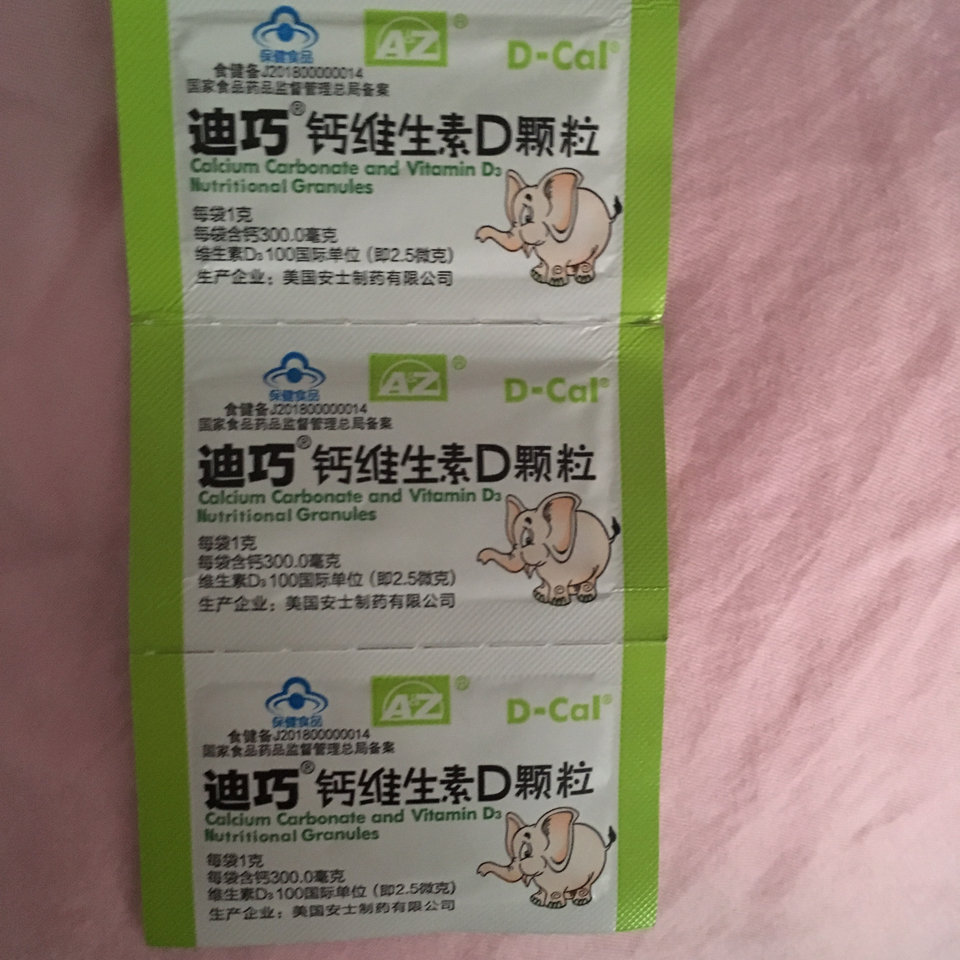 保健食品
A&Z®
D-Cal®
食健备J201800000014
国家食品药品监督管理总局备案
迪巧®钙维生素D颗粒
Calcium Carbonate and Vitamin D₃
Nutritional Granules
每袋1克
每袋含钙300.0毫克
维生素D₃100国际单位（即2.5微克）
生产企业：美国安士制药有限公司
保健食品
A&Z®
D-Cal®
食健备J201800000014
国家食品药品监督管理总局备案
迪巧®钙维生素D颗粒
Calcium Carbonate and Vitamin D₃
Nutritional Granules
每袋1克
每袋含钙300.0毫克
维生素D₃100国际单位（即2.5微克）
生产企业：美国安士制药有限公司
保健食品
A&Z®
D-Cal®
食健备J201800000014
国家食品药品监督管理总局备案
迪巧®钙维生素D颗粒
Calcium Carbonate and Vitamin D₃
Nutritional Granules
每袋1克
每袋含钙300.0毫克
维生素D₃100国际单位（即2.5微克）
生产企业：美国安士制药有限公司